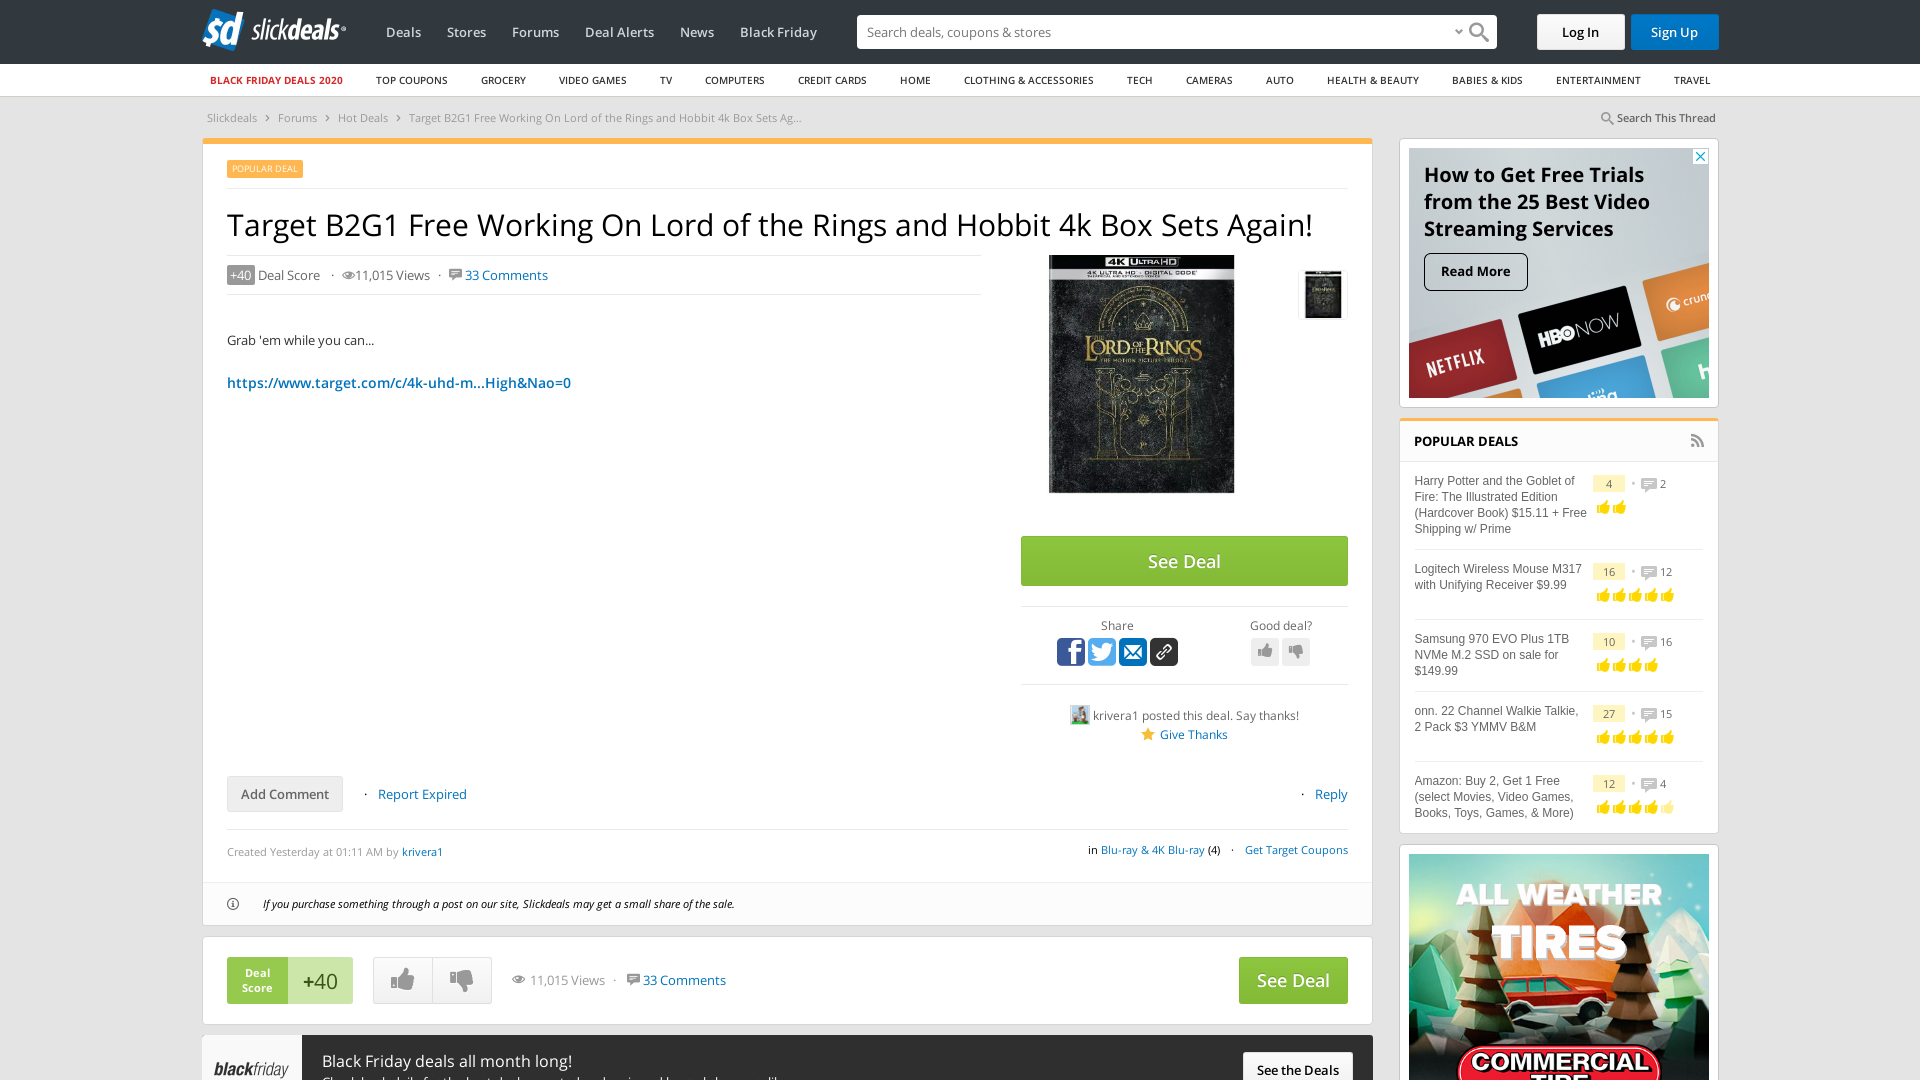 slickdeals
Deals
Stores
Forums
Deal Alerts
News
Black Friday
Search deals, coupons & stores
Log In
Sign Up
BLACK FRIDAY DEALS 2020
TOP COUPONS
GROCERY
VIDEO GAMES
TV
COMPUTERS
CREDIT CARDS
HOME
CLOTHING & ACCESSORIES
TECH
CAMERAS
AUTO
HEALTH & BEAUTY
BABIES & KIDS
ENTERTAINMENT
TRAVEL
Slickdeals › Forums › Hot Deals › Target B2G1 Free Working On Lord of the Rings and Hobbit 4k Box Sets Ag...
Search This Thread
POPULAR DEAL
Target B2G1 Free Working On Lord of the Rings and Hobbit 4k Box Sets Again!
+40 Deal Score · 11,015 Views · 33 Comments
Grab 'em while you can...
https://www.target.com/c/4k-uhd-m...High&Nao=0
4K ULTRA HD
4K ULTRA HD + DIGITAL CODE
THE LORD OF THE RINGS
THE MOTION PICTURE TRILOGY
See Deal
Share
Good deal?
krivera1 posted this deal. Say thanks!
Give Thanks
Add Comment
· Report Expired
· Reply
Created Yesterday at 01:11 AM by krivera1
in Blu-ray & 4K Blu-ray (4) · Get Target Coupons
If you purchase something through a post on our site, Slickdeals may get a small share of the sale.
Deal
Score
+40
11,015 Views · 33 Comments
See Deal
blackfriday
Black Friday deals all month long!
See the Deals
How to Get Free Trials
from the 25 Best Video
Streaming Services
Read More
NETFLIX
HBO NOW
crunc
POPULAR DEALS
Harry Potter and the Goblet of
Fire: The Illustrated Edition
(Hardcover Book) $15.11 + Free
Shipping w/ Prime
4 · 2
Logitech Wireless Mouse M317
with Unifying Receiver $9.99
16 · 12
Samsung 970 EVO Plus 1TB
NVMe M.2 SSD on sale for
$149.99
10 · 16
onn. 22 Channel Walkie Talkie,
2 Pack $3 YMMV B&M
27 · 15
Amazon: Buy 2, Get 1 Free
(select Movies, Video Games,
Books, Toys, Games, & More)
12 · 4
ALL WEATHER
TIRES
COMMERCIAL
TIRE